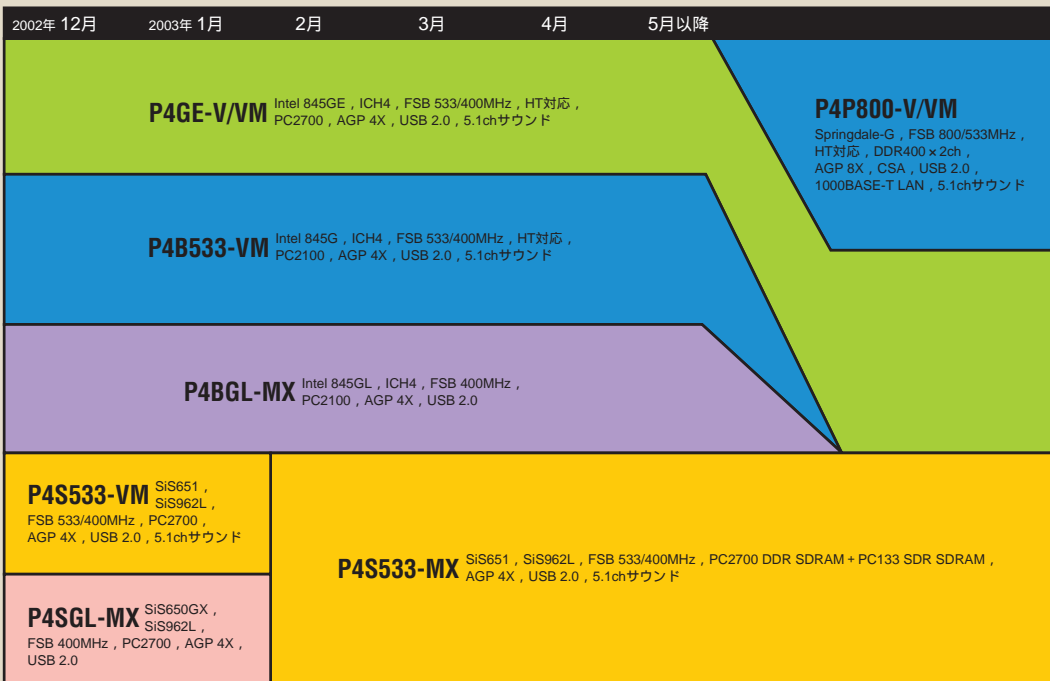 2002年 12月 2003年 1月 2月 3月 4月 5月以降
P4GE-V/VM
Intel 845GE , ICH4 , FSB 533/400MHz , HT対応 ,
PC2700 , AGP 4X , USB 2.0 , 5.1chサウンド
P4P800-V/VM
Springdale-G , FSB 800/533MHz ,
HT対応 , DDR400 × 2ch ,
AGP 8X , CSA , USB 2.0 ,
1000BASE-T LAN , 5.1chサウンド
P4B533-VM
Intel 845G , ICH4 , FSB 533/400MHz , HT対応 ,
PC2100 , AGP 4X , USB 2.0 , 5.1chサウンド
P4BGL-MX
Intel 845GL , ICH4 , FSB 400MHz ,
PC2100 , AGP 4X , USB 2.0
P4S533-VM
SiS651 ,
SiS962L ,
FSB 533/400MHz , PC2700 ,
AGP 4X , USB 2.0 , 5.1chサウンド
P4S533-MX
SiS651 , SiS962L , FSB 533/400MHz , PC2700 DDR SDRAM + PC133 SDR SDRAM ,
AGP 4X , USB 2.0 , 5.1chサウンド
P4SGL-MX
SiS650GX ,
SiS962L ,
FSB 400MHz , PC2700 , AGP 4X ,
USB 2.0